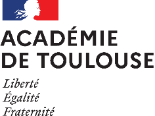 ACADÉMIE
DE TOULOUSE
Liberté
Égalité
Fraternité